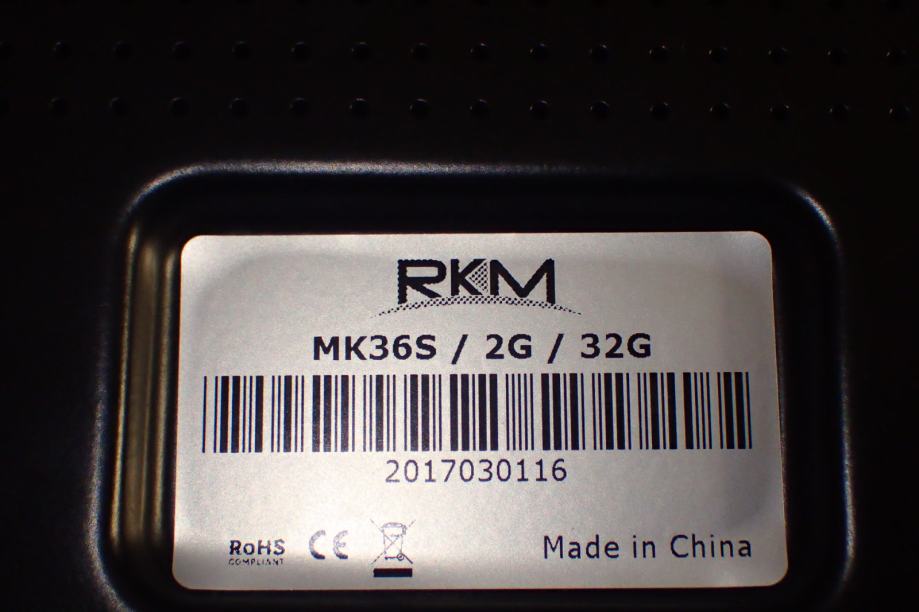 RKM
MK36S / 2G / 32G
2017030116
RoHS CE Made in China
COMPLIANT